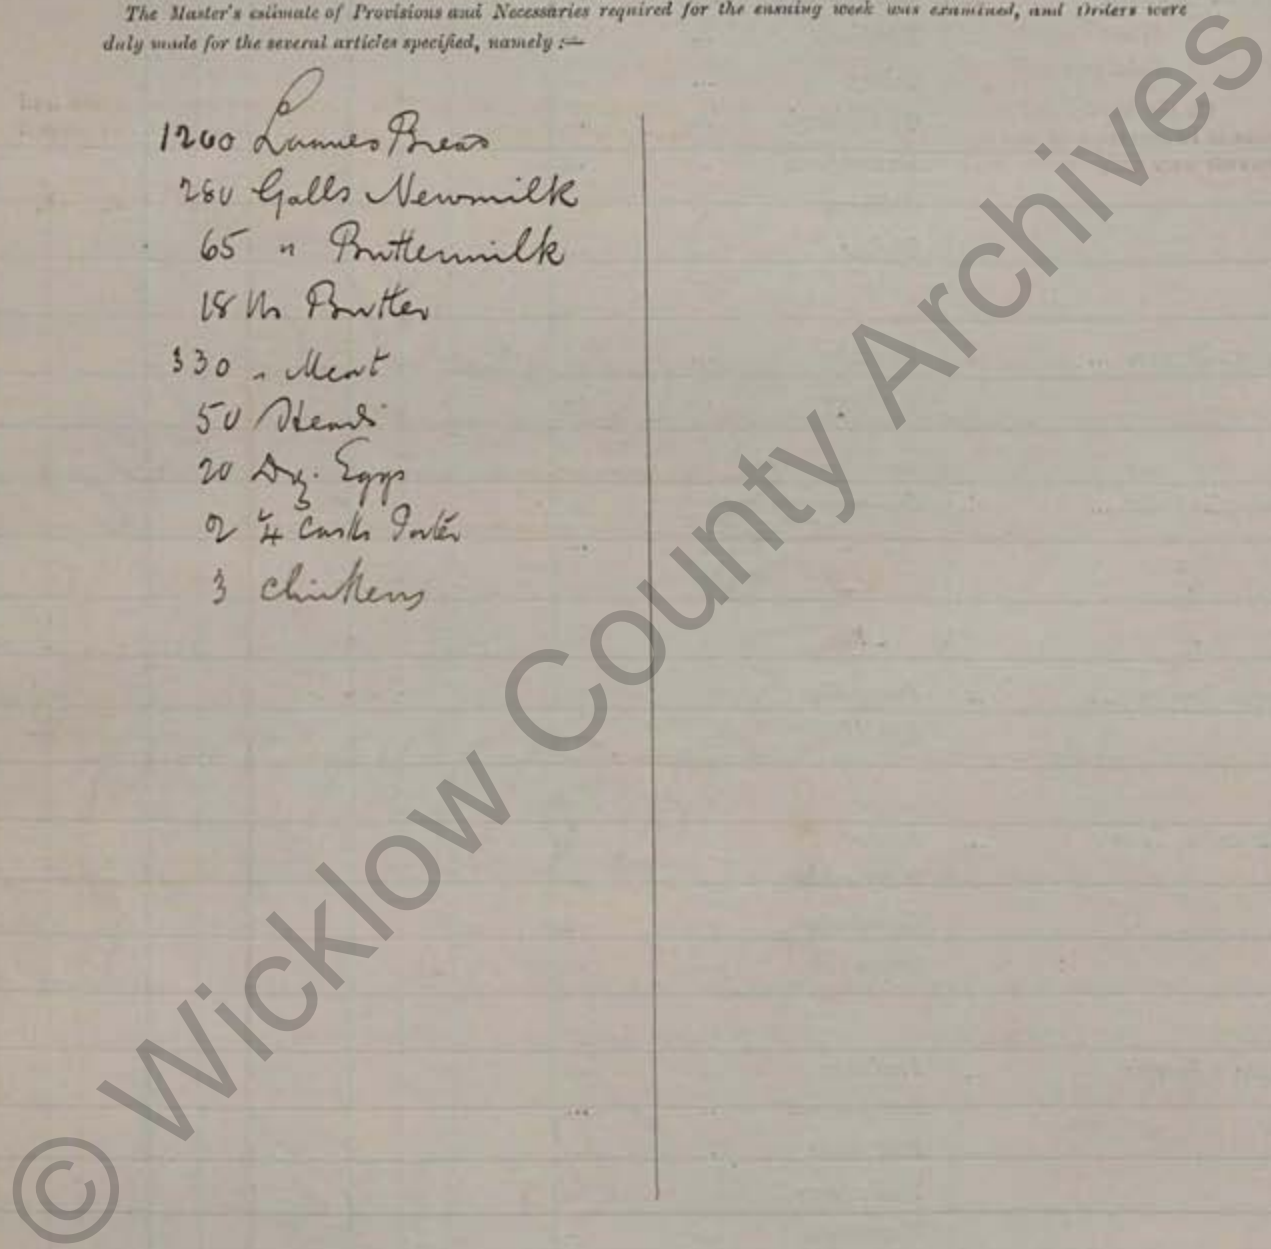 The Master's estimate of Provisions and Necessaries required for the ensuing week was examined, and Orders were
duly made for the several articles specified, namely :—
1200 Bread
280 Galls Newmilk
65 " Buttermilk
18 lbs Butter
330 " Meat
50 Heads
20 Dz. Eggs
2 ¼ Casks Porter
3 Chickens
© Wicklow County Archives